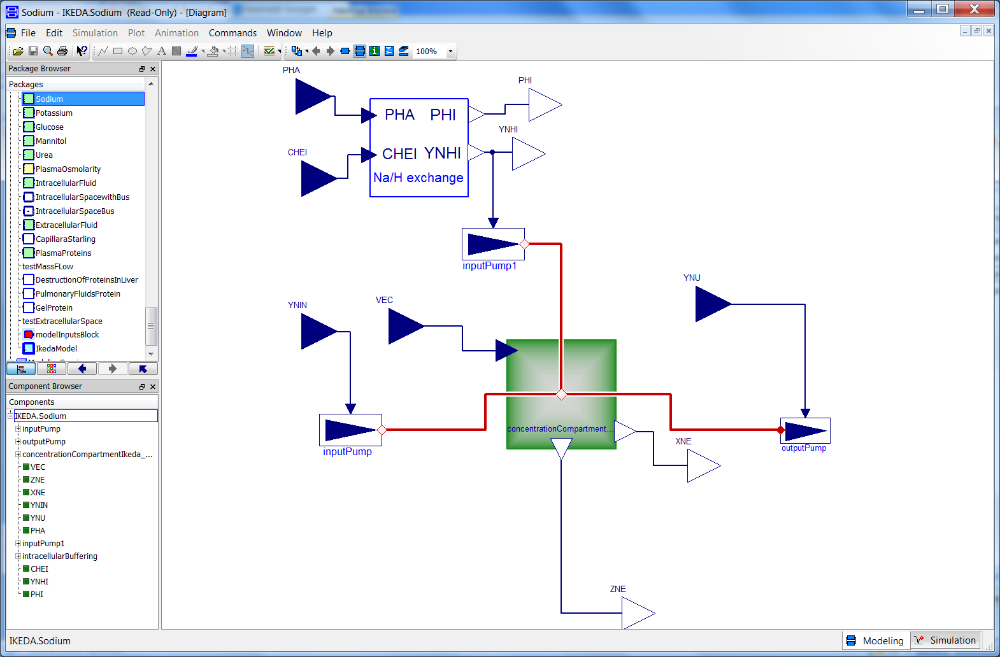 Sodium - IKEDA.Sodium  (Read-Only) - [Diagram]
File Edit Simulation Plot Animation Commands Window Help
A 100%
Package Browser
Packages
Sodium
Potassium
Glucose
Mannitol
Urea
PlasmaOsmolarity
IntracellularFluid
IntracellularSpacewithBus
IntracellularSpaceBus
ExtracellularFluid
CapillaraStarling
PlasmaProteins
testMassFLow
DestructionOfProteinsInLiver
PulmonaryFluidsProtein
GelProtein
testExtracellularSpace
modelInputsBlock
IkedaModel
Component Browser
Components
IKEDA.Sodium
inputPump
outputPump
concentrationCompartmentIkeda_...
VEC
ZNE
XNE
YNIN
YNU
PHA
inputPump1
intracellularBuffering
CHEI
YNHI
PHI
PHA
PHI
PHA PHI
YNHI
CHEI
CHEI YNHI
Na/H exchange
inputPump1
YNU
VEC
YNIN
concentrationCompartment...
XNE
outputPump
inputPump
ZNE
IKEDA.Sodium
Modeling Simulation